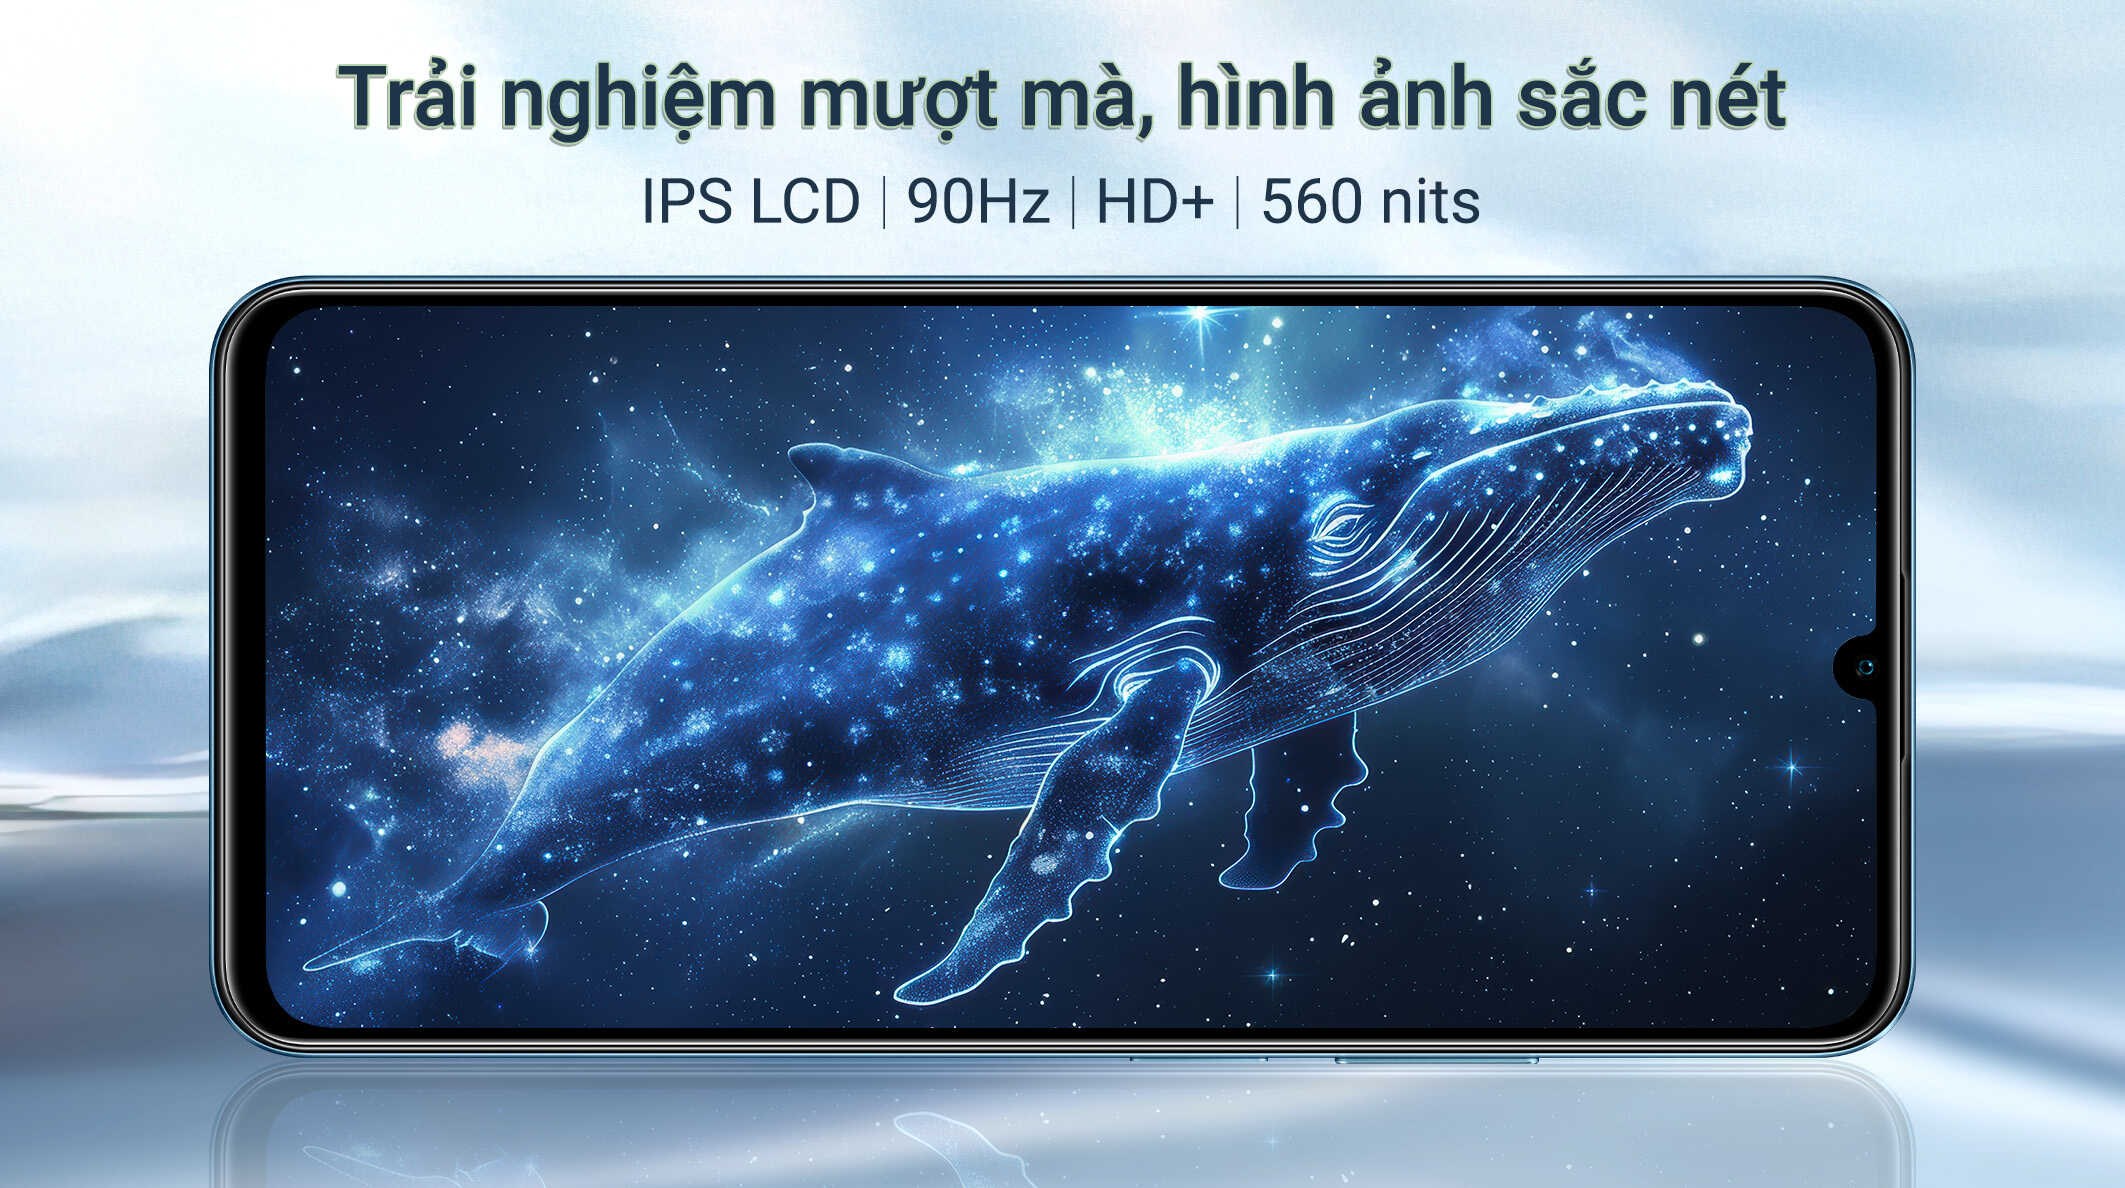 Trải nghiệm mượt mà, hình ảnh sắc nét
IPS LCD | 90Hz | HD+ | 560 nits